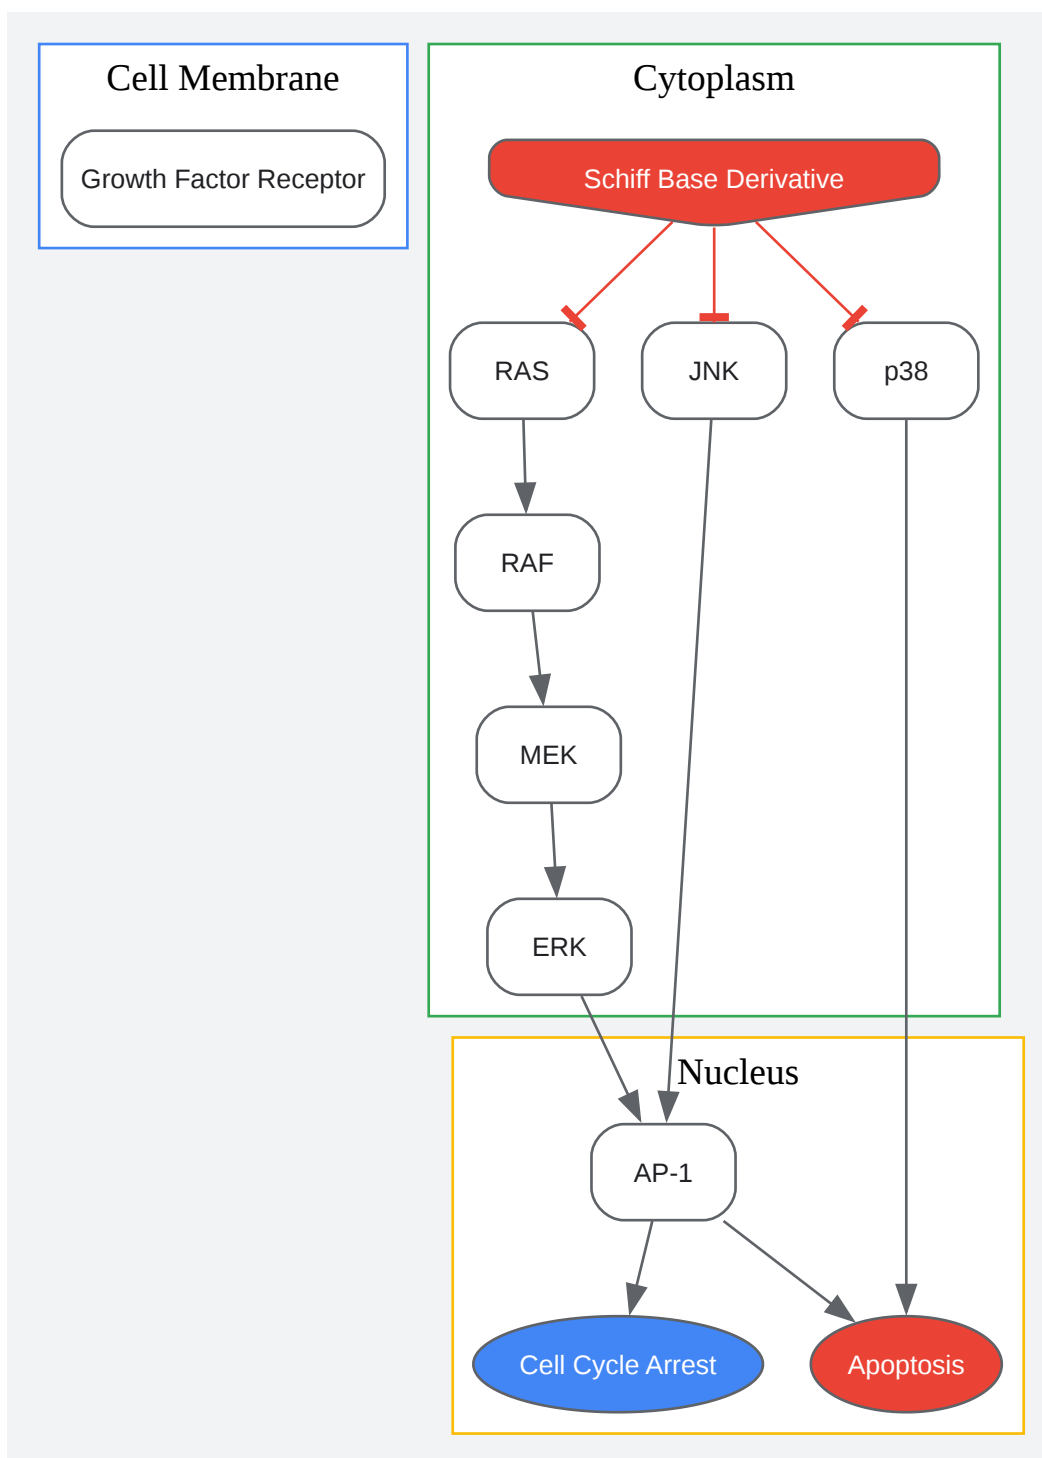 Cell Membrane
Growth Factor Receptor
Cytoplasm
Schiff Base Derivative
RAS
JNK
p38
RAF
MEK
ERK
Nucleus
AP-1
Cell Cycle Arrest
Apoptosis